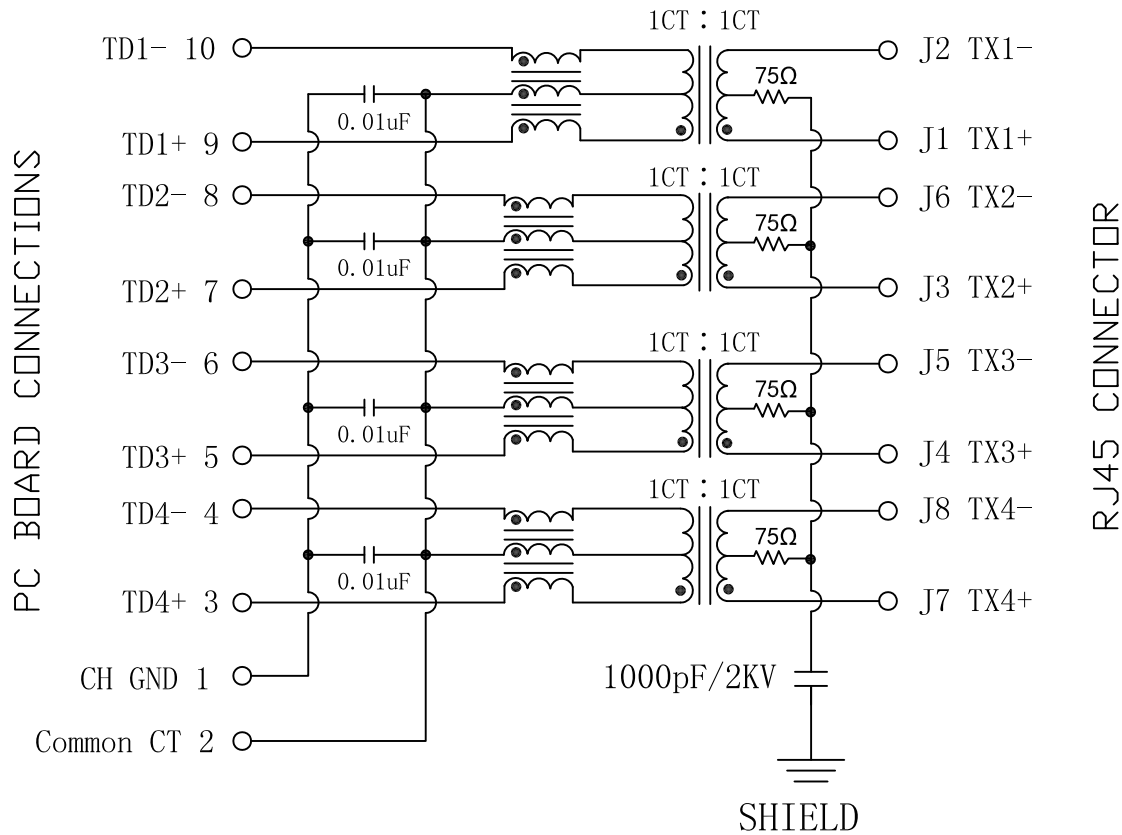 1CT : 1CT
TD1- 10
J2 TX1-
75Ω
0.01uF
TD1+ 9
J1 TX1+
1CT : 1CT
TD2- 8
J6 TX2-
75Ω
0.01uF
TD2+ 7
J3 TX2+
1CT : 1CT
TD3- 6
J5 TX3-
75Ω
0.01uF
TD3+ 5
J4 TX3+
1CT : 1CT
TD4- 4
J8 TX4-
75Ω
0.01uF
TD4+ 3
J7 TX4+
CH GND 1
1000pF/2KV
Common CT 2
SHIELD
PC BOARD CONNECTIONS
RJ45 CONNECTOR